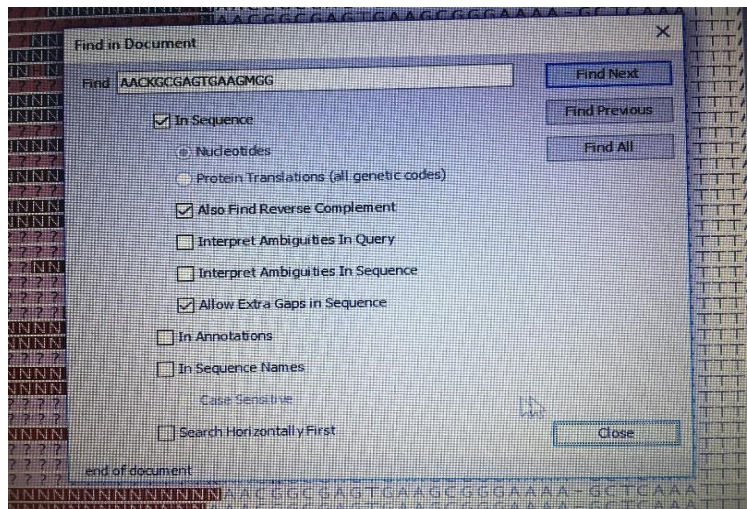 AACGGCGAGTGAAGCGGGAAAA-GCTCAAA
Find in Document
Find AACKGCGAGTGAAGMGG
Find Next
In Sequence
Find Previous
Nucleotides
Find All
Protein Translations (all genetic codes)
Also Find Reverse Complement
Interpret Ambiguities In Query
Interpret Ambiguities In Sequence
Allow Extra Gaps in Sequence
In Annotations
In Sequence Names
Case Sensitive
Search Horizontally First
Close
end of document
AACGGCGAGTGAAGCGGGAAAA-GCTCAAA